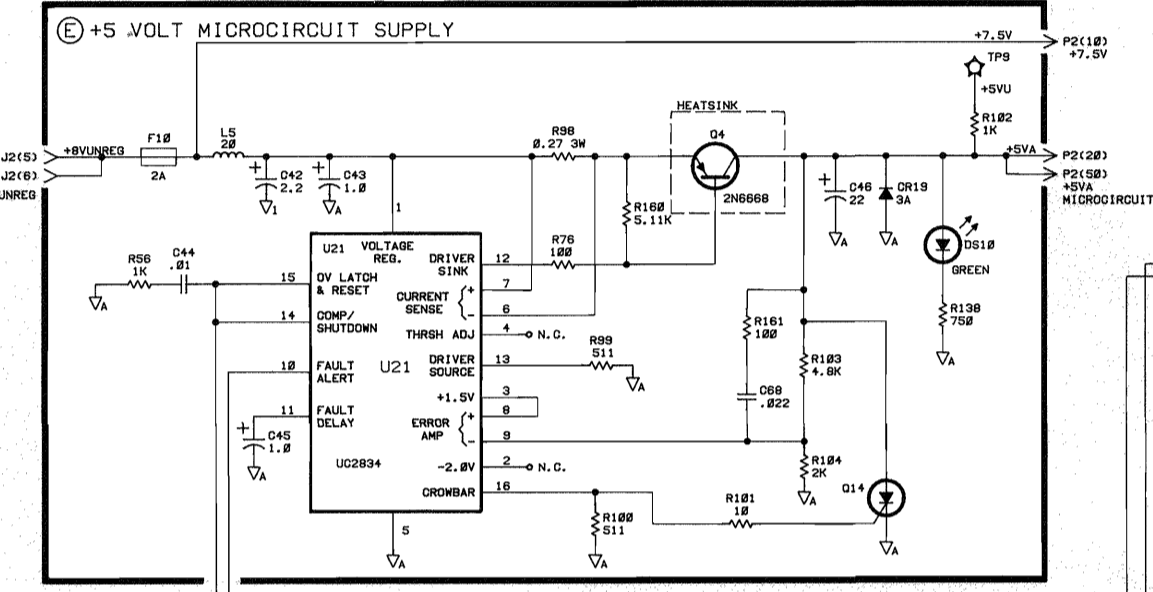 E +5 VOLT MICROCIRCUIT SUPPLY
+7.5V
P2(10)
+7.5V
TP9
+5VU
HEATSINK
R102
1K
J2(5)
+8VUNREG
F10
2A
L5
20
R98
0.27 3W
Q4
2N6668
+5VA
P2(20)
J2(6)
UNREG
P2(50)
+5VA
MICROCIRCUIT
C42
2.2
1
C43
1.0
A
1
R160
5.11K
C46
22
A
CR19
3A
A
DS10
GREEN
R56
1K
A
C44
.01
U21
VOLTAGE
REG.
R76
100
15
OV LATCH
& RESET
DRIVER
SINK
12
CURRENT
SENSE
+
7
-
6
14
COMP/
SHUTDOWN
THRSH ADJ
4
N.C.
R161
100
R138
750
A
10
FAULT
ALERT
U21
DRIVER
SOURCE
13
R99
511
A
R103
4.8K
11
FAULT
DELAY
+1.5V
3
+
8
ERROR
AMP
-
9
C68
.022
C45
1.0
A
UC2834
-2.0V
2
N.C.
R104
2K
A
CROWBAR
16
Q14
A
R100
511
A
R101
10
5
A